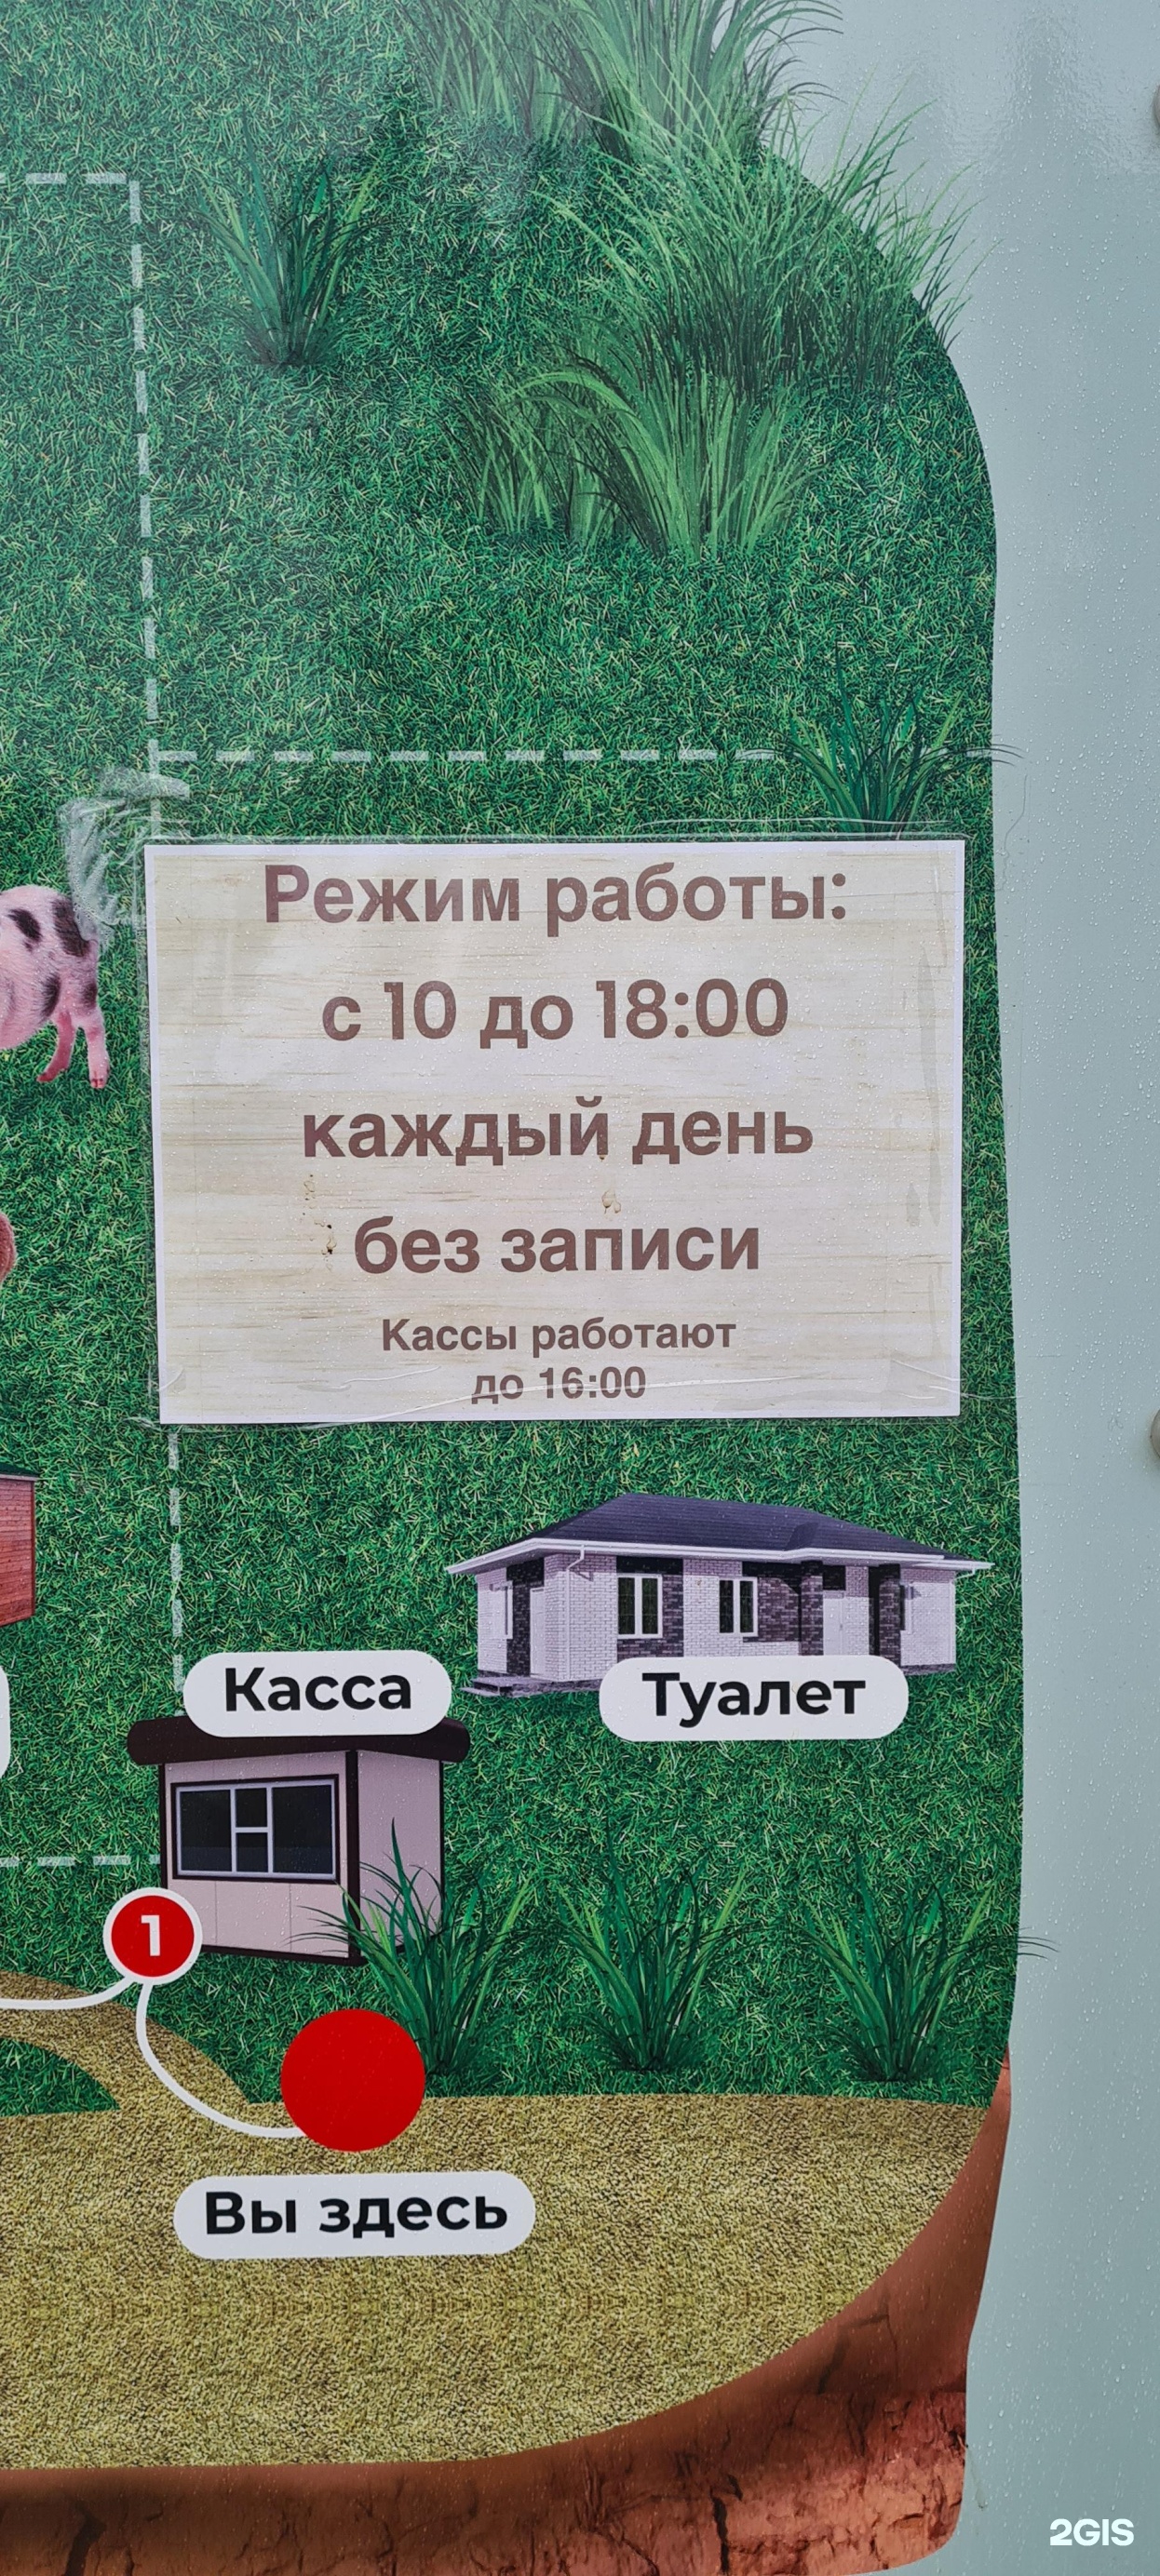 Режим работы:
с 10 до 18:00
каждый день
без записи
Кассы работают
до 16:00
Касса
Туалет
1
Вы здесь
2GIS